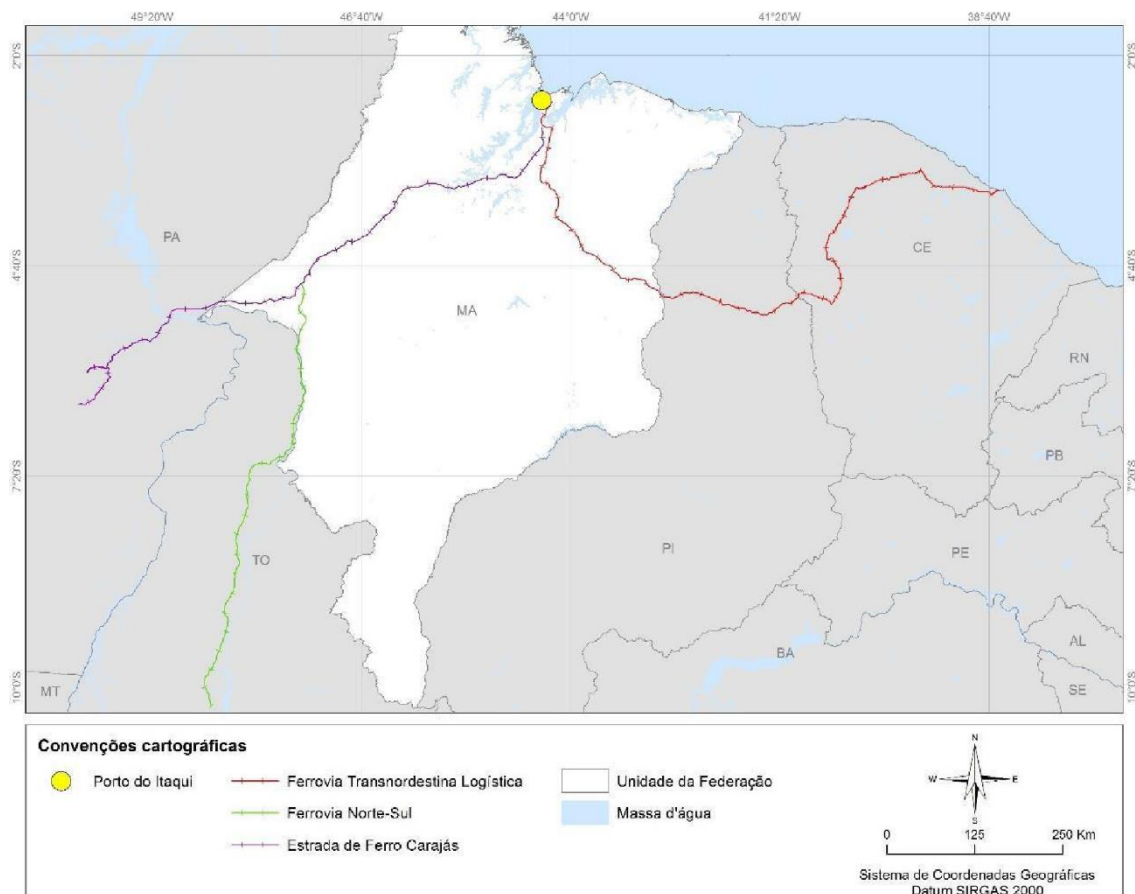 49°20'W 46°40'W 44°0'W 41°20'W 38°40'W
2°0'S 2°0'S
PA
CE
4°40'S 4°40'S
MA
RN
PB
7°20'S 7°20'S
PI
TO
PE
BA
AL
SE
MT
10°0'S 10°0'S
Convenções cartográficas
Porto do Itaqui
Ferrovia Transnordestina Logística
Ferrovia Norte-Sul
Estrada de Ferro Carajás
Unidade da Federação
Massa d'água
N
W E
S
0 125 250 Km
Sistema de Coordenadas Geográficas
Datum SIRGAS 2000